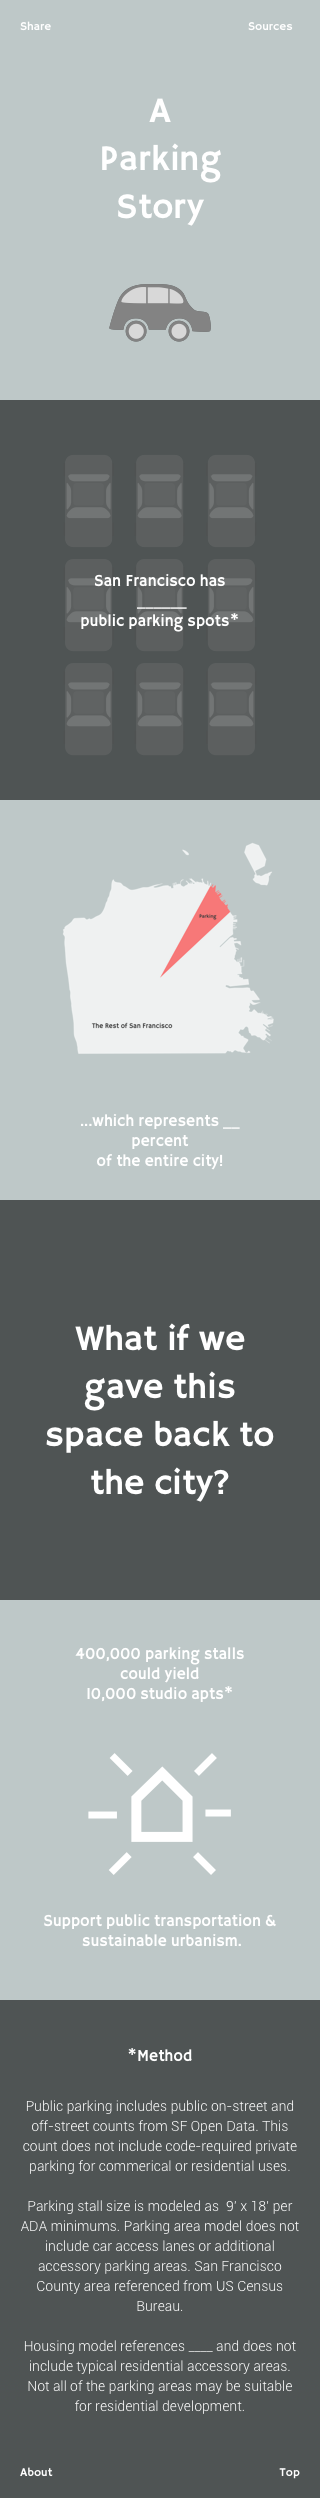 Share Sources
A
Parking
Story
San Francisco has
______
public parking spots*
Parking
The Rest of San Francisco
...which represents __
percent
of the entire city!
What if we
gave this
space back to
the city?
400,000 parking stalls
could yield
10,000 studio apts*
Support public transportation &
sustainable urbanism.
*Method
Public parking includes public on-street and
off-street counts from SF Open Data. This
count does not include code-required private
parking for commerical or residential uses.
Parking stall size is modeled as 9' x 18' per
ADA minimums. Parking area model does not
include car access lanes or additional
accessory parking areas. San Francisco
County area referenced from US Census
Bureau.
Housing model references ___ and does not
include typical residential accessory areas.
Not all of the parking areas may be suitable
for residential development.
About Top